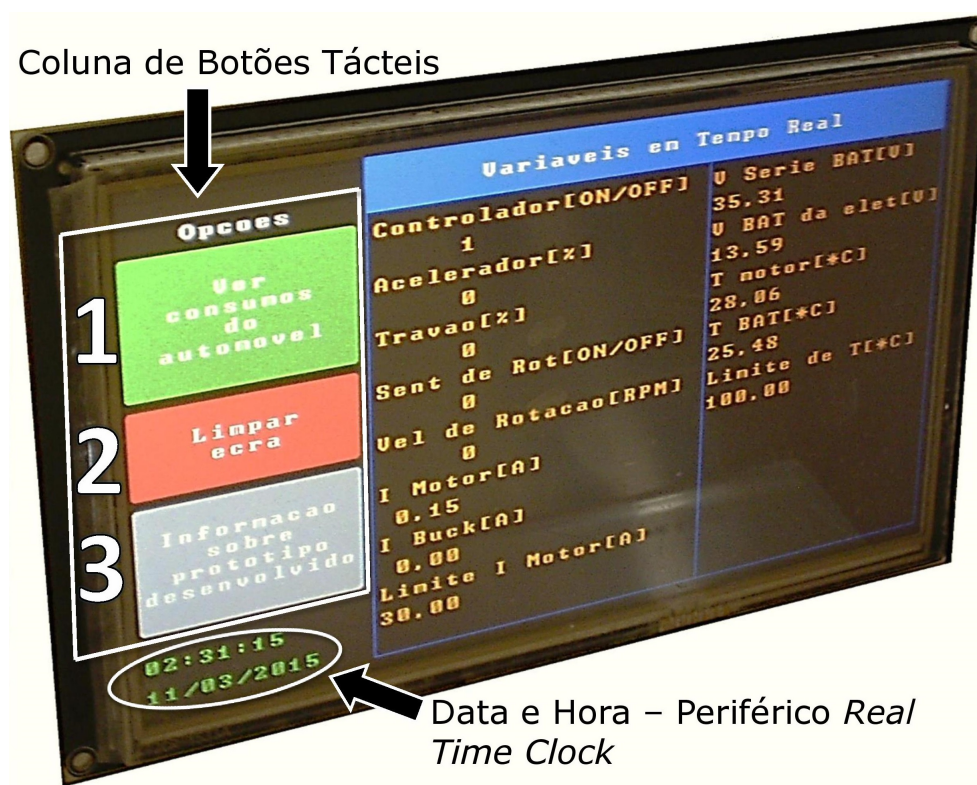 Coluna de Botões Tácteis
Opcoes
1
Ver
consumos
do
automovel
2
Limpar
ecra
3
Informacao
sobre
prototipo
desenvolvido
02:31:15
11/03/2015
Variaveis em Tempo Real
Controlador[ON/OFF]
1
Acelerador[%]
0
Travao[%]
0
Sent de Rot[ON/OFF]
0
Vel de Rotacao[RPM]
0
I Motor[A]
0.15
I Buck[A]
0.00
Limite I Motor[A]
30.00
V Serie BAT[V]
35.31
V BAT da elet[V]
13.59
T motor[*C]
28.06
T BAT[*C]
25.48
Limite de T[*C]
100.00
Data e Hora – Periférico Real
Time Clock